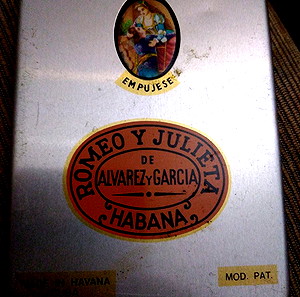 EMPUJESE
ROMEO Y JULIETA
DE
ALVAREZ Y GARCIA
HABANA
HAVANA
MOD. PAT.